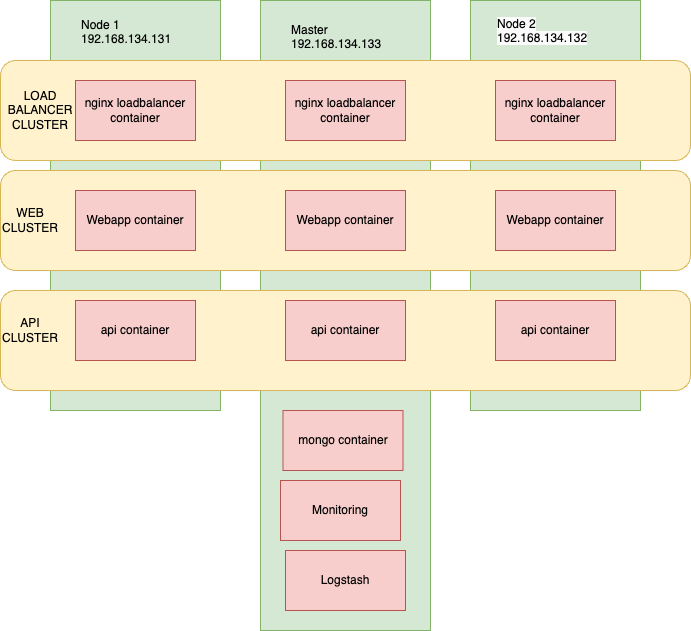 Node 1
192.168.134.131
Master
192.168.134.133
Node 2
192.168.134.132
LOAD
BALANCER
CLUSTER
nginx loadbalancer
container
nginx loadbalancer
container
nginx loadbalancer
container
WEB
CLUSTER
Webapp container
Webapp container
Webapp container
API
CLUSTER
api container
api container
api container
mongo container
Monitoring
Logstash